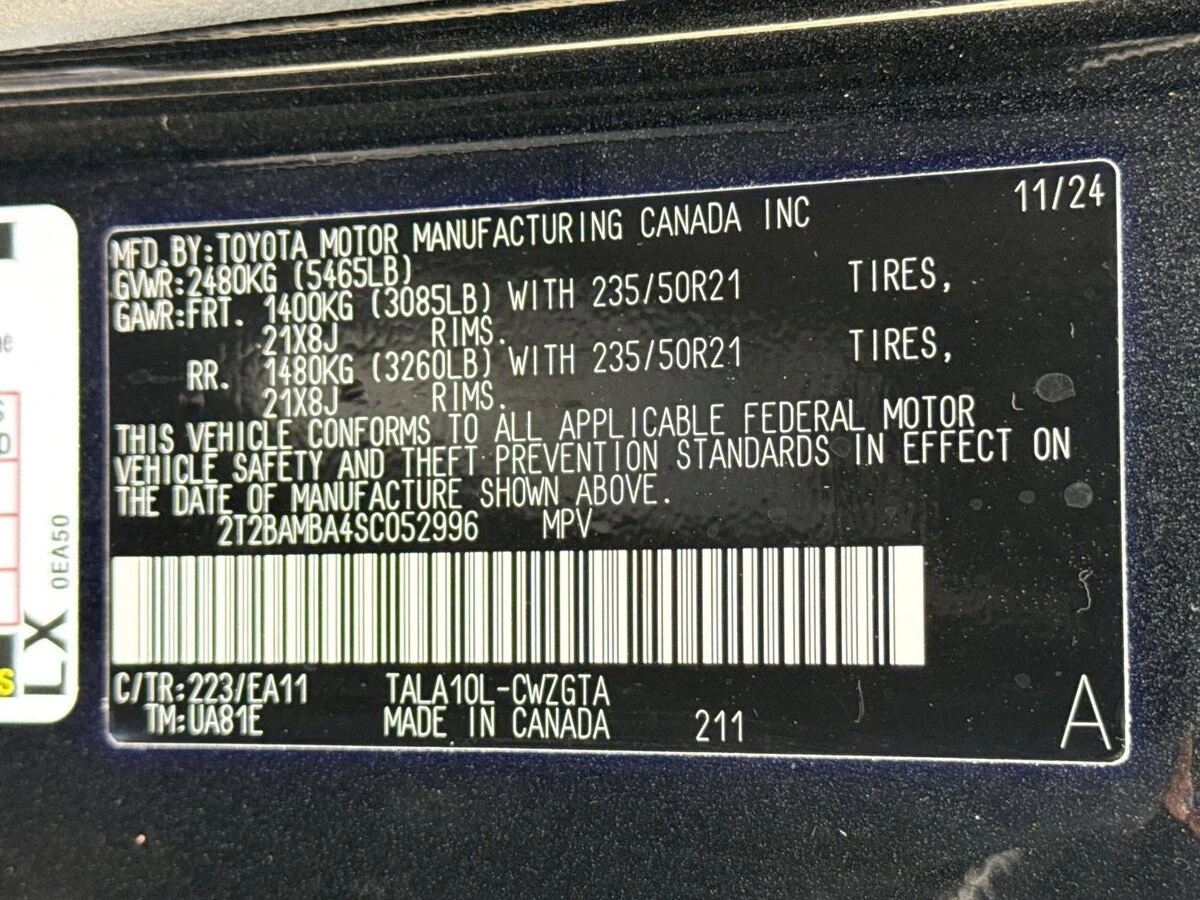 11/24
MFD.BY:TOYOTA MOTOR MANUFACTURING CANADA INC
GVWR:2480KG (5465LB)
GAWR:FRT. 1400KG (3085LB) WITH 235/50R21 TIRES,
21X8J RIMS.
RR. 1480KG (3260LB) WITH 235/50R21 TIRES,
21X8J RIMS.
THIS VEHICLE CONFORMS TO ALL APPLICABLE FEDERAL MOTOR
VEHICLE SAFETY AND THEFT PREVENTION STANDARDS IN EFFECT ON
THE DATE OF MANUFACTURE SHOWN ABOVE.
2T2BAMBA4SC052996 MPV
C/TR:223/EA11 TALA10L-CWZGTA
TM:UA81E MADE IN CANADA 211
A
LX 0EA50